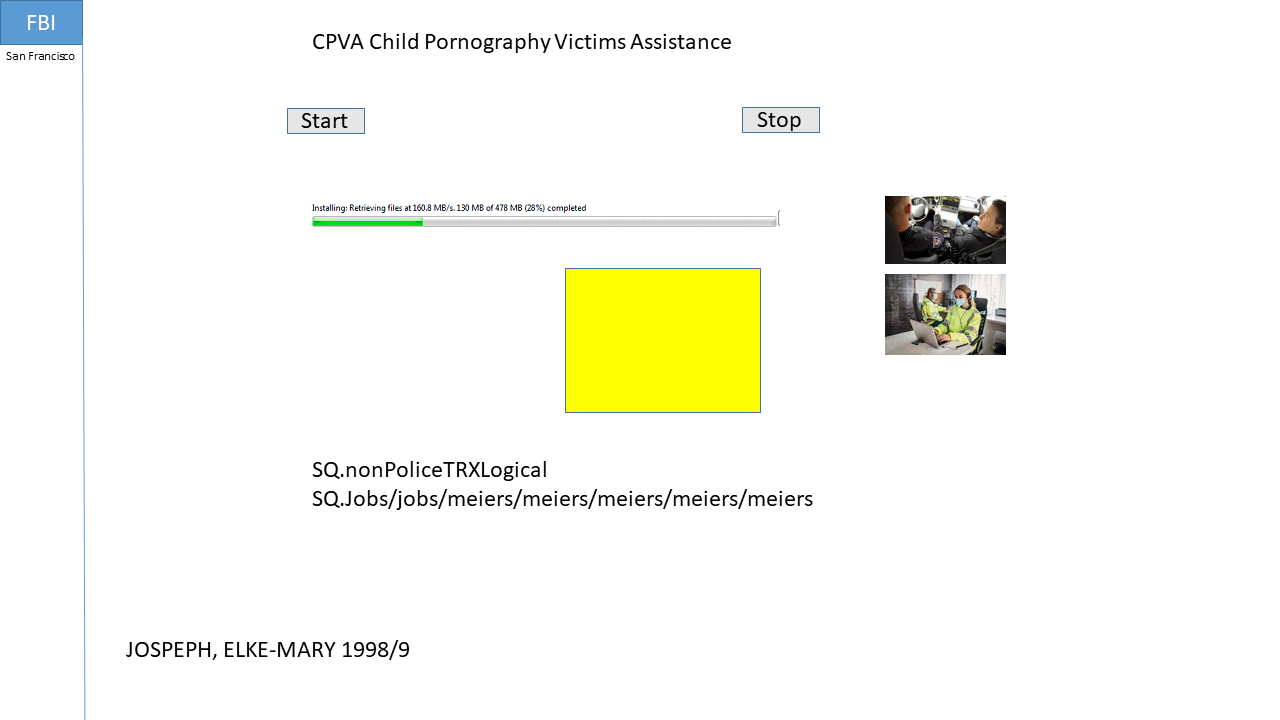 FBI
San Francisco
CPVA Child Pornography Victims Assistance
Start
Stop
Installing: Retrieving files at 160.8 MB/s. 130 MB of 478 MB (28%) completed
SQ.nonPoliceTRXLogical
SQ.Jobs/jobs/meiers/meiers/meiers/meiers/meiers
JOSPEPH, ELKE-MARY 1998/9